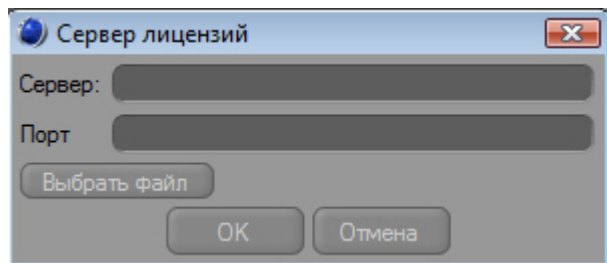 Сервер лицензий
Сервер:
Порт
Выбрать файл
OK Отмена